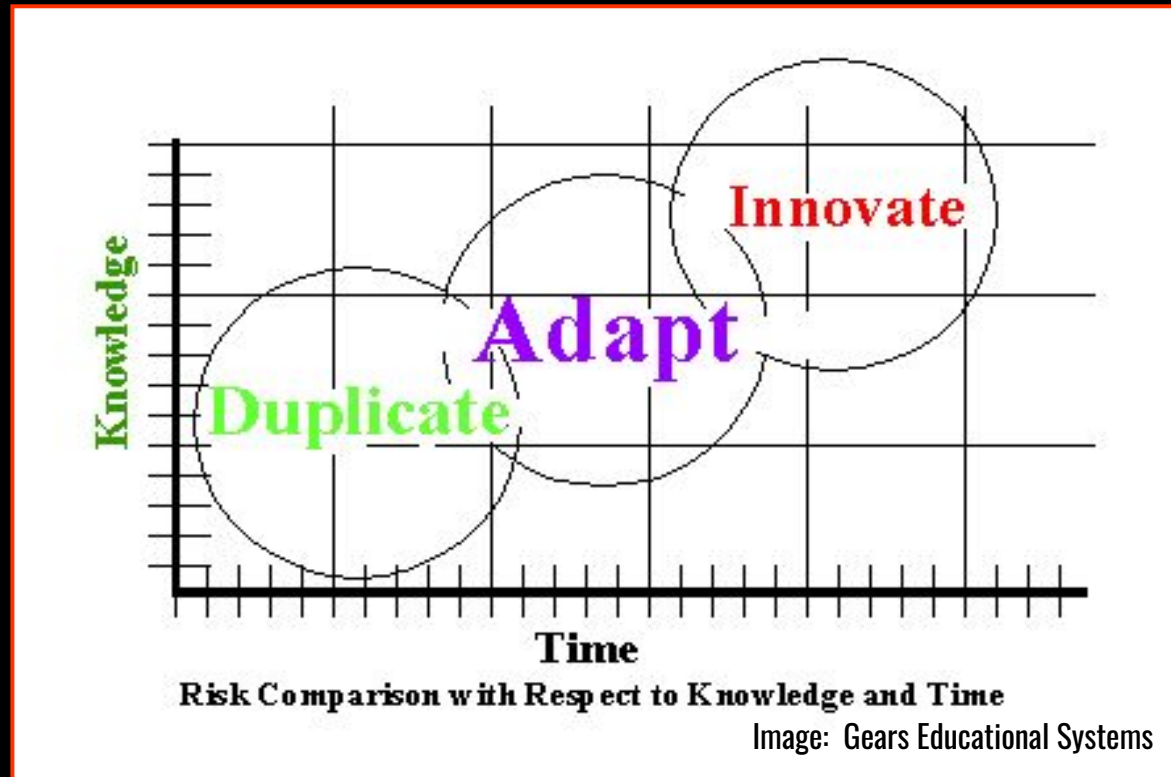 Innovate
Adapt
Duplicate
Knowledge
Time
Risk Comparison with Respect to Knowledge and Time
Image: Gears Educational Systems